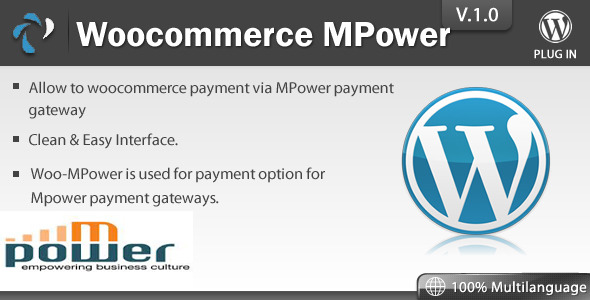 Woocommerce MPower
V.1.0
PLUG IN
Allow to woocommerce payment via MPower payment
gateway
Clean & Easy Interface.
Woo-MPower is used for payment option for
Mpower payment gateways.
m
power
empowering business culture
100% Multilanguage